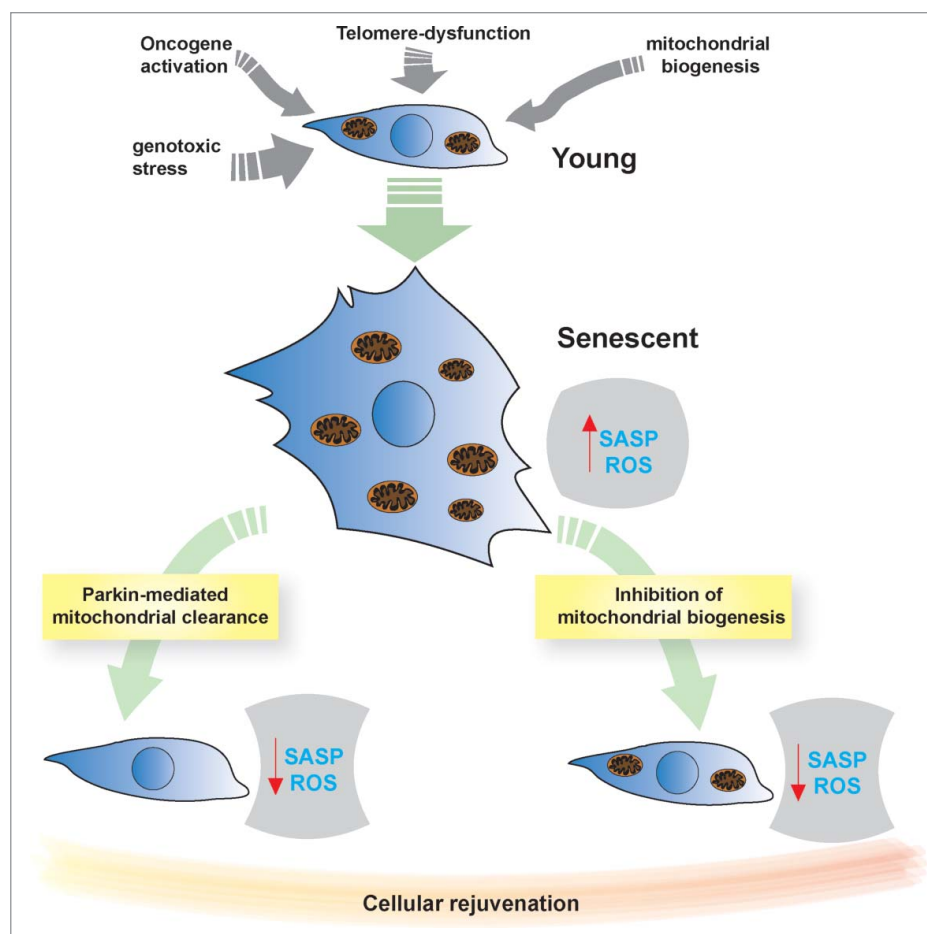 Oncogene
activation
Telomere-dysfunction
mitochondrial
biogenesis
genotoxic
stress
Young
Senescent
SASP
ROS
Parkin-mediated
mitochondrial clearance
Inhibition of
mitochondrial biogenesis
SASP
ROS
SASP
ROS
Cellular rejuvenation